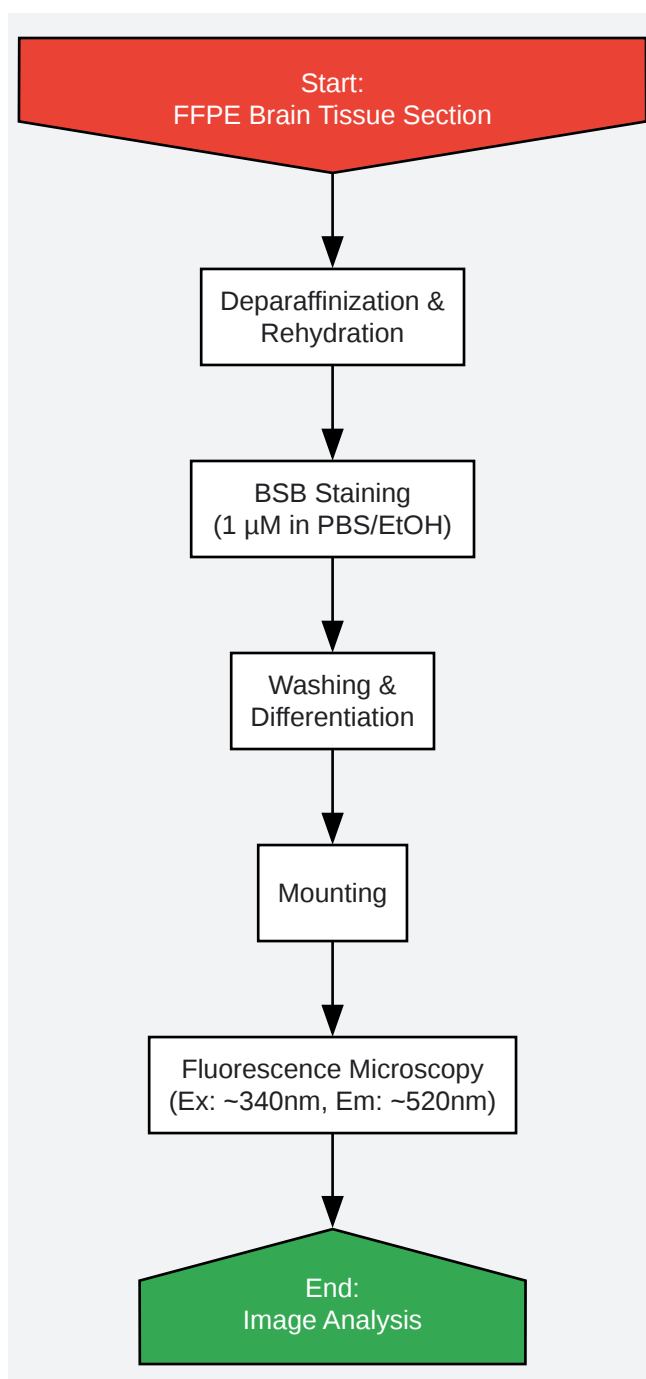 Start:
FFPE Brain Tissue Section
Deparaffinization &
Rehydration
BSB Staining
(1 µM in PBS/EtOH)
Washing &
Differentiation
Mounting
Fluorescence Microscopy
(Ex: ~340nm, Em: ~520nm)
End:
Image Analysis